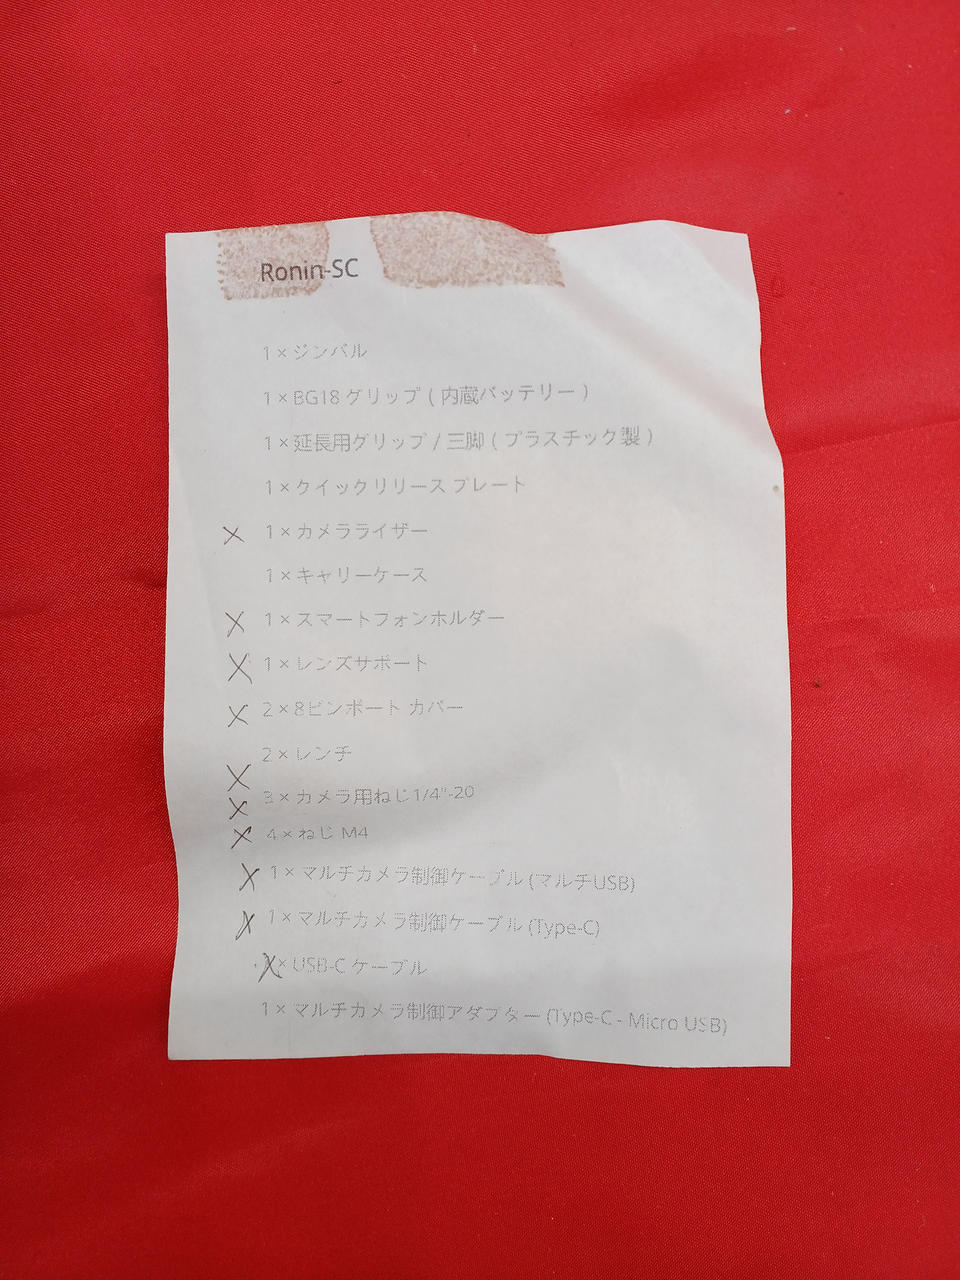 Ronin-SC
1×ジンバル
1×BG18 グリップ ( 内蔵バッテリー )
1×延長用グリップ / 三脚 ( プラスチック製 )
1×クイックリリース プレート
× 1×カメラライザー
1×キャリーケース
× 1×スマートフォンホルダー
× 1×レンズサポート
× 2×8ピンポート カバー
× 2×レンチ
× 3×カメラ用ねじ1/4"-20
× 4×ねじ M4
× 1×マルチカメラ制御ケーブル (マルチUSB)
× 1×マルチカメラ制御ケーブル (Type-C)
× 1× USB-C ケーブル
1×マルチカメラ制御アダプター (Type-C - Micro USB)